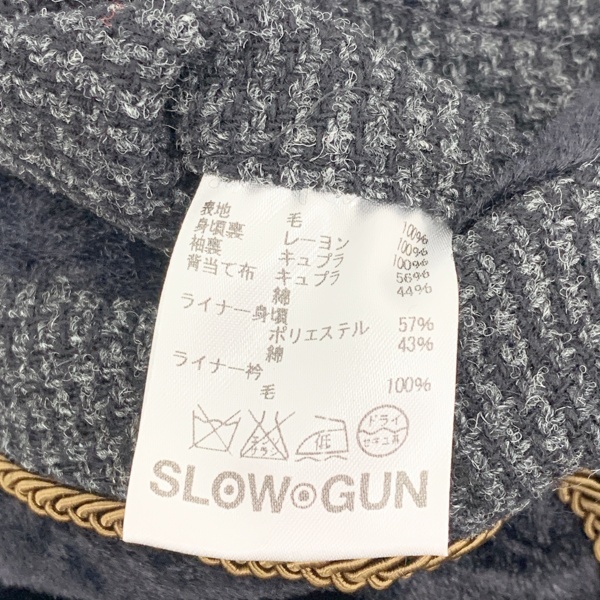 表地 毛 100%
身頃裏 レーヨン 100%
袖裏 キュプラ 100%
背当て布 キュプラ 56%
綿 44%
ライナー身頃
ポリエステル 57%
綿 43%
ライナー衿
毛 100%
エンソ
低
ドライ
セキユ系
SLOW GUN